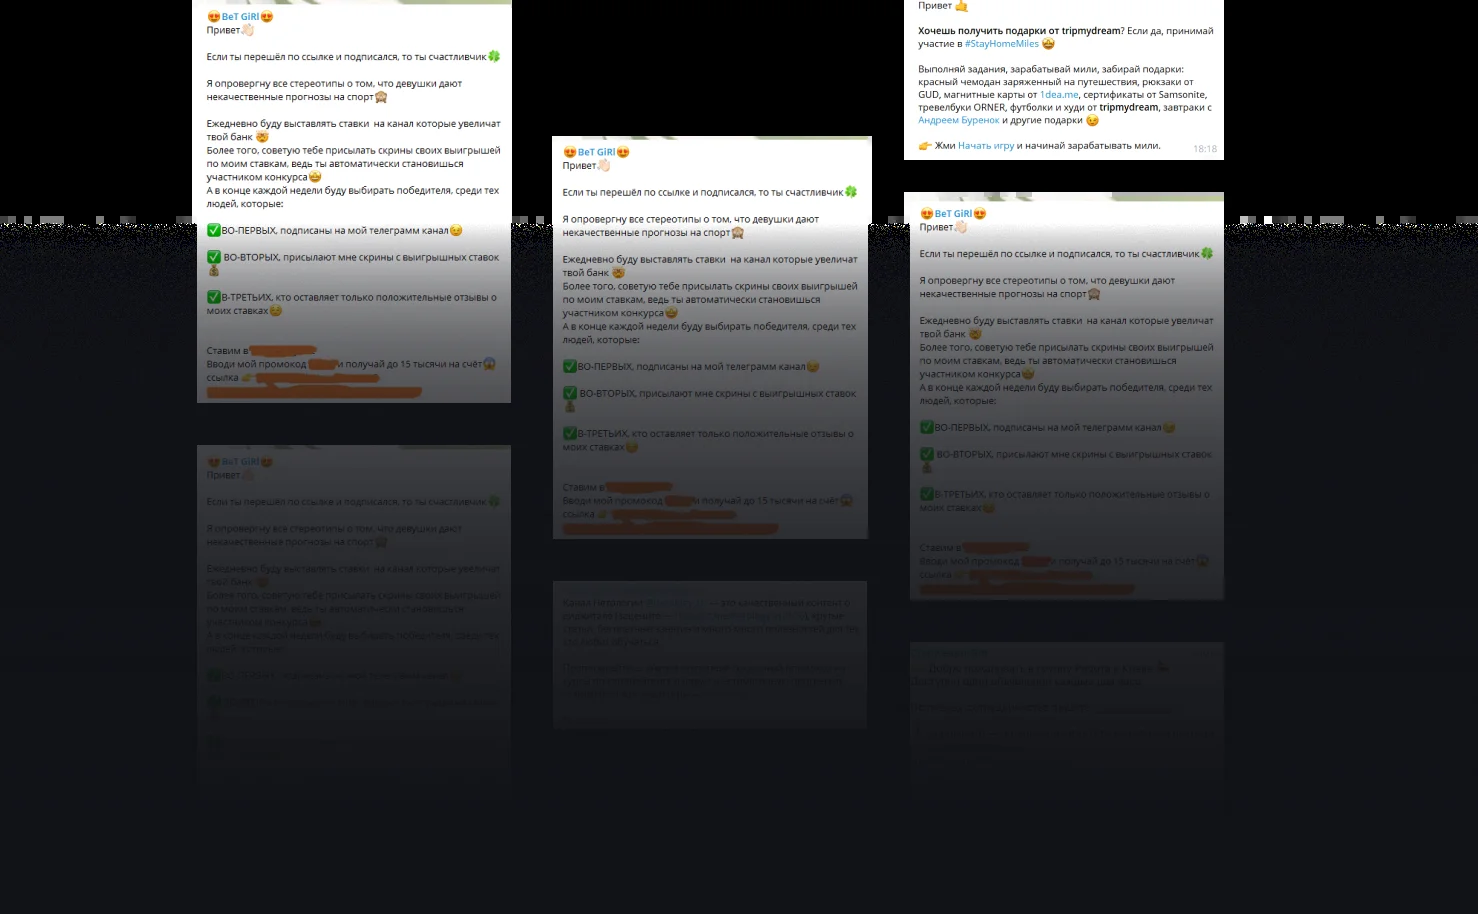 BeT GiRl
Привет
Если ты перешёл по ссылке и подписался, то ты счастливчик
Я опровергну все стереотипы о том, что девушки дают
некачественные прогнозы на спорт
Ежедневно буду выставлять ставки на канал которые увеличат
твой банк
Более того, советую тебе присылать скрины своих выигрышей
по моим ставкам, ведь ты автоматически становишься
участником конкурса
А в конце каждой недели буду выбирать победителя, среди тех
людей, которые:
ВО-ПЕРВЫХ, подписаны на мой телеграмм канал
ВО-ВТОРЫХ, присылают мне скрины с выигрышных ставок
В-ТРЕТЬИХ, кто оставляет только положительные отзывы о
моих ставках
Ставим в
Вводи мой промокод и получай до 15 тысячи на счёт
ссылка
BeT GiRl
Привет
Если ты перешёл по ссылке и подписался, то ты счастливчик
Я опровергну все стереотипы о том, что девушки дают
некачественные прогнозы на спорт
Ежедневно буду выставлять ставки на канал которые увеличат
твой банк
Более того, советую тебе присылать скрины своих выигрышей
по моим ставкам, ведь ты автоматически становишься
участником конкурса
А в конце каждой недели буду выбирать победителя, среди тех
людей, которые:
BeT GiRl
Привет
Если ты перешёл по ссылке и подписался, то ты счастливчик
Я опровергну все стереотипы о том, что девушки дают
некачественные прогнозы на спорт
Ежедневно буду выставлять ставки на канал которые увеличат
твой банк
Более того, советую тебе присылать скрины своих выигрышей
по моим ставкам, ведь ты автоматически становишься
участником конкурса
А в конце каждой недели буду выбирать победителя, среди тех
людей, которые:
ВО-ПЕРВЫХ, подписаны на мой телеграмм канал
ВО-ВТОРЫХ, присылают мне скрины с выигрышных ставок
В-ТРЕТЬИХ, кто оставляет только положительные отзывы о
моих ставках
Ставим в
Вводи мой промокод и получай до 15 тысячи на счёт
ссылка
Привет
Хочешь получить подарки от tripmydream? Если да, принимай
участие в #StayHomeMiles
Выполняй задания, зарабатывай мили, забирай подарки:
красный чемодан заряженный на путешествия, рюкзаки от
GUD, магнитные карты от 1dea.me, сертификаты от Samsonite,
тревелбуки ORNER, футболки и худи от tripmydream, завтраки с
Андреем Буренок и другие подарки
Жми Начать игру и начинай зарабатывать мили.
18:18
BeT GiRl
Привет
Если ты перешёл по ссылке и подписался, то ты счастливчик
Я опровергну все стереотипы о том, что девушки дают
некачественные прогнозы на спорт
Ежедневно буду выставлять ставки на канал которые увеличат
твой банк
Более того, советую тебе присылать скрины своих выигрышей
по моим ставкам, ведь ты автоматически становишься
участником конкурса
А в конце каждой недели буду выбирать победителя, среди тех
людей, которые:
ВО-ПЕРВЫХ, подписаны на мой телеграмм канал
ВО-ВТОРЫХ, присылают мне скрины с выигрышных ставок
В-ТРЕТЬИХ, кто оставляет только положительные отзывы о
моих ставках
Ставим в
Вводи мой промокод и получай до 15 тысячи на счёт
ссылка